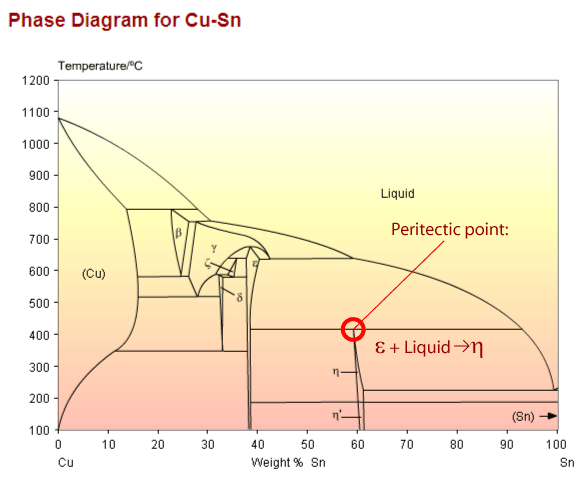 Phase Diagram for Cu-Sn
Temperature/ºC
1200
1100
1000
900
800
700
600
500
400
300
200
100
Liquid
Peritectic point:
β
γ
ζ
ε
δ
(Cu)
ε + Liquid →η
η
η'
(Sn)
0 10 20 30 40 50 60 70 80 90 100
Cu Weight % Sn Sn